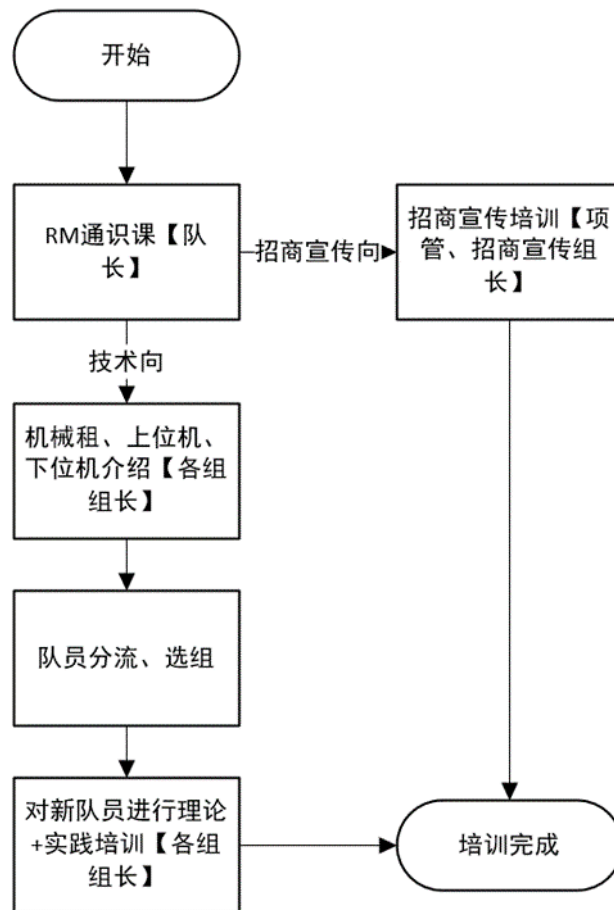 开始
RM通识课【队
长】
招商宣传向
招商宣传培训【项
管、招商宣传组
长】
技术向
机械租、上位机、
下位机介绍【各组
组长】
队员分流、选组
对新队员进行理论
+实践培训【各组
组长】
培训完成